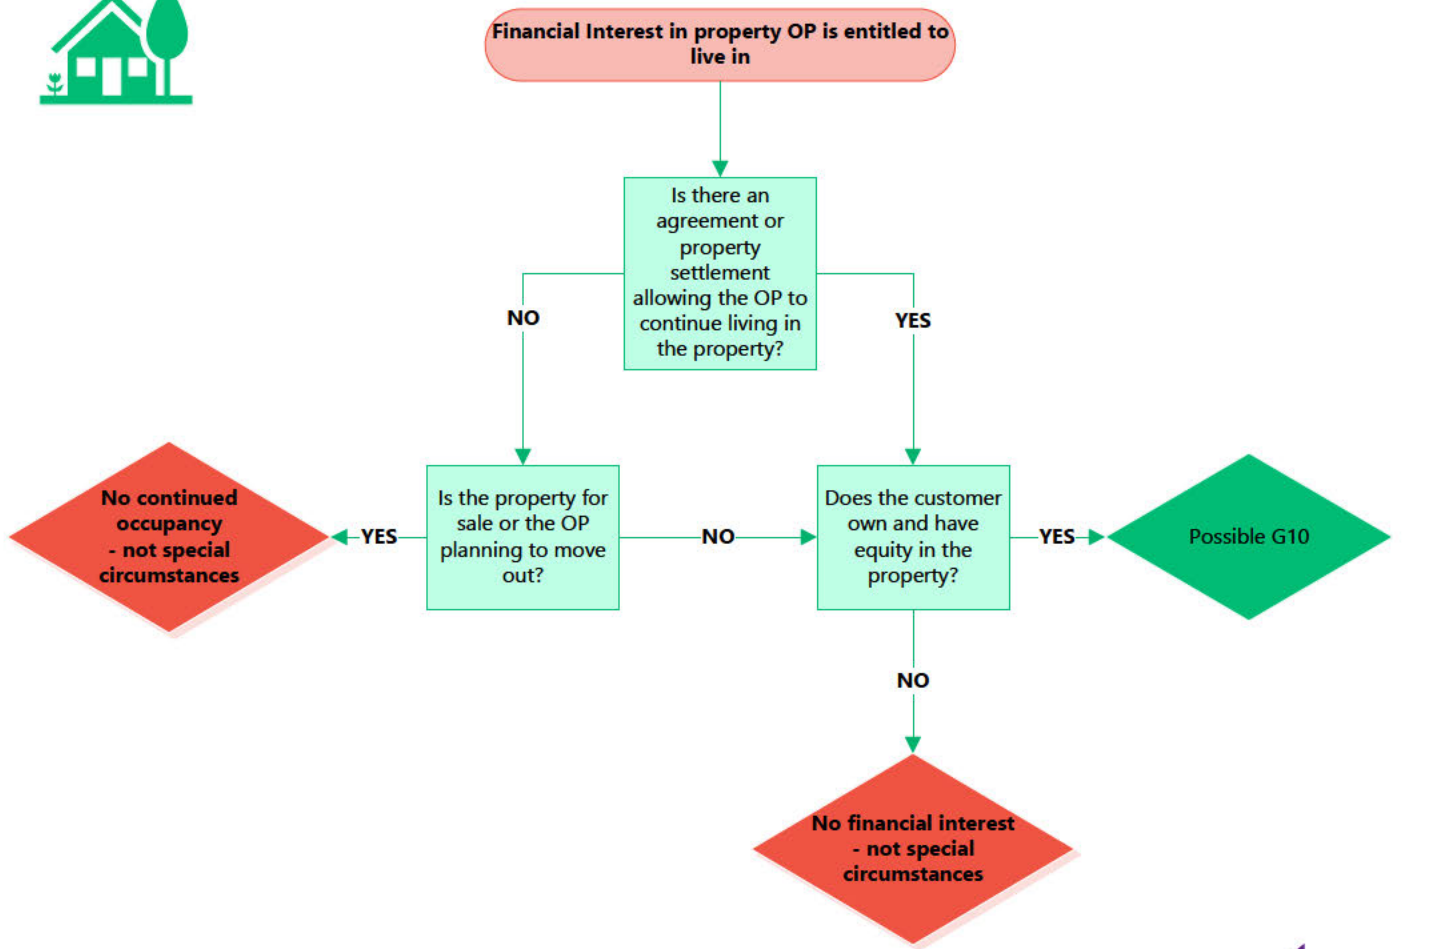 Financial Interest in property OP is entitled to
live in
Is there an
agreement or
property
settlement
allowing the OP to
continue living in
the property?
NO
YES
No continued
occupancy
- not special
circumstances
YES
Is the property for
sale or the OP
planning to move
out?
NO
Does the customer
own and have
equity in the
property?
YES
Possible G10
NO
No financial interest
- not special
circumstances